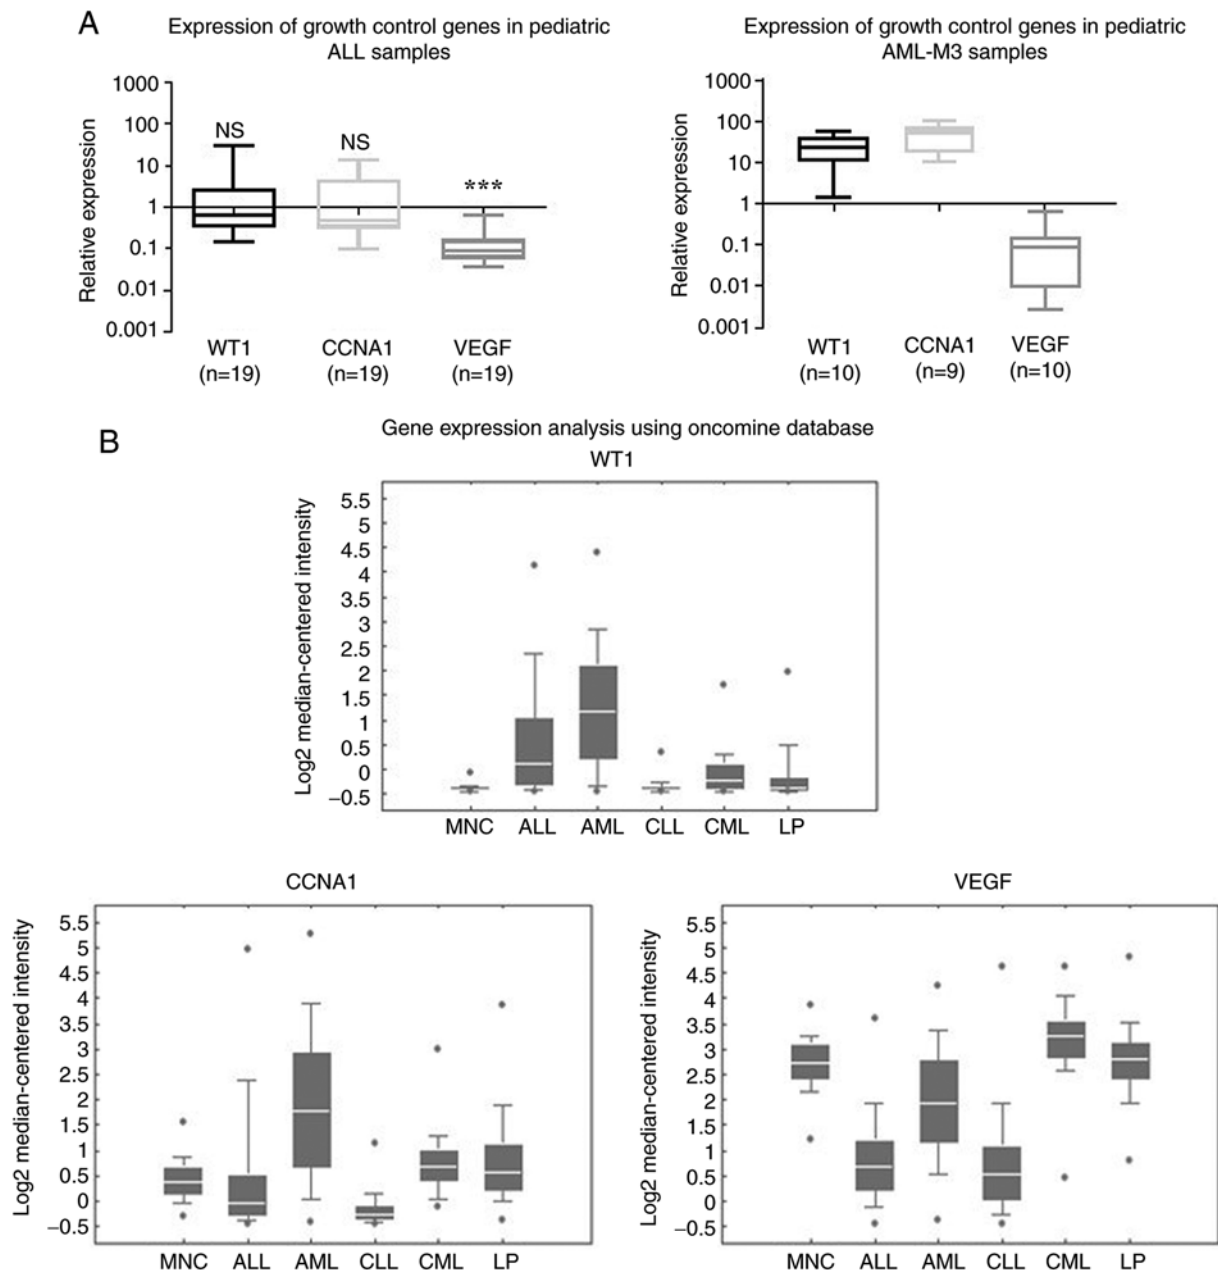 A
Expression of growth control genes in pediatric
ALL samples
Relative expression
1000
100
10
1
0.1
0.01
0.001
NS
NS
***
WT1
CCNA1
VEGF
(n=19)
(n=19)
(n=19)
Expression of growth control genes in pediatric
AML-M3 samples
Relative expression
1000
100
10
1
0.1
0.01
0.001
WT1
CCNA1
VEGF
(n=10)
(n=9)
(n=10)
B
Gene expression analysis using oncomine database
WT1
Log2 median-centered intensity
5.5
5
4.5
4
3.5
3
2.5
2
1.5
1
0.5
0
−0.5
MNC ALL AML CLL CML LP
CCNA1
Log2 median-centered intensity
5.5
5
4.5
4
3.5
3
2.5
2
1.5
1
0.5
0
−0.5
MNC ALL AML CLL CML LP
VEGF
Log2 median-centered intensity
5.5
5
4.5
4
3.5
3
2.5
2
1.5
1
0.5
0
−0.5
MNC ALL AML CLL CML LP